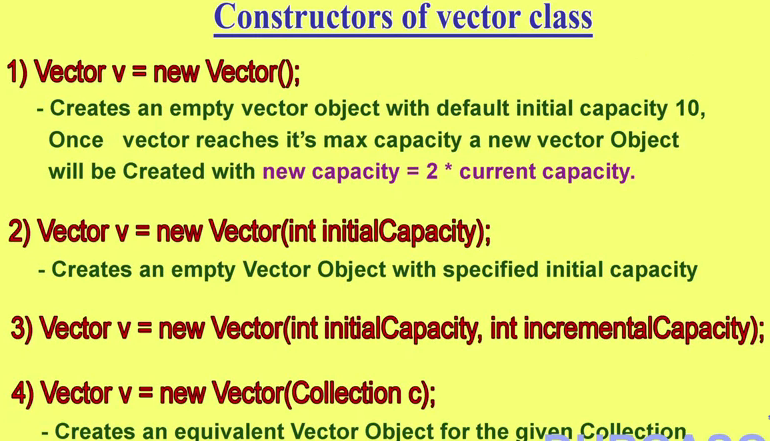 Constructors of vector class
1) Vector v = new Vector();
- Creates an empty vector object with default initial capacity 10,
Once vector reaches it's max capacity a new vector Object
will be Created with new capacity = 2 * current capacity.
2) Vector v = new Vector(int initialCapacity);
- Creates an empty Vector Object with specified initial capacity
3) Vector v = new Vector(int initialCapacity, int incrementalCapacity);
4) Vector v = new Vector(Collection c);
- Creates an equivalent Vector Object for the given Collection